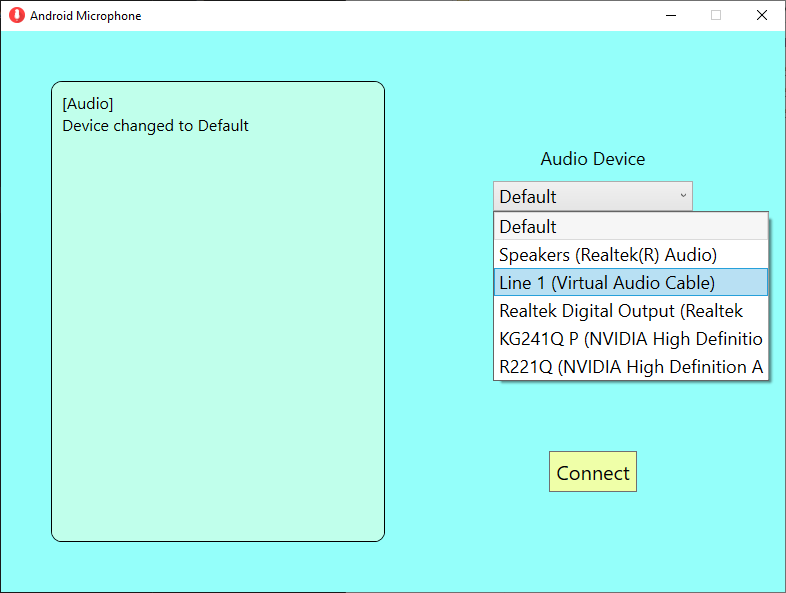 Android Microphone
[Audio]
Device changed to Default
Audio Device
Default
Default
Speakers (Realtek(R) Audio)
Line 1 (Virtual Audio Cable)
Realtek Digital Output (Realtek
KG241Q P (NVIDIA High Definitio
R221Q (NVIDIA High Definition A
Connect